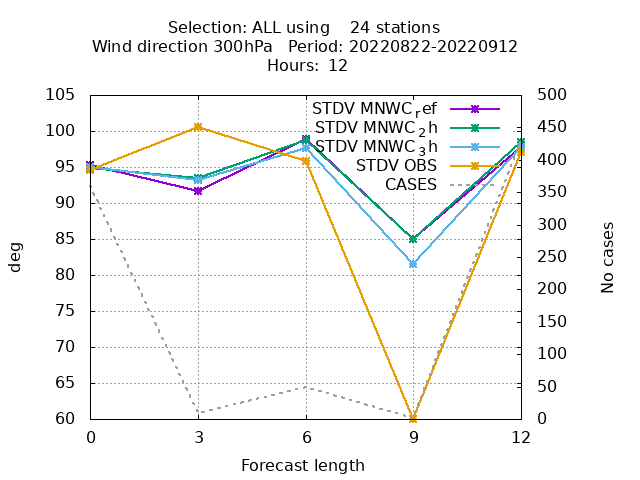 Selection: ALL using    24 stations
Wind direction 300hPa   Period: 20220822-20220912
Hours:  12
105
100
95
90
85
80
75
70
65
60
500
450
400
350
300
250
200
150
100
50
0
STDV MNWC_ref
STDV MNWC_2h
STDV MNWC_3h
STDV OBS
CASES
deg
No cases
0 3 6 9 12
Forecast length